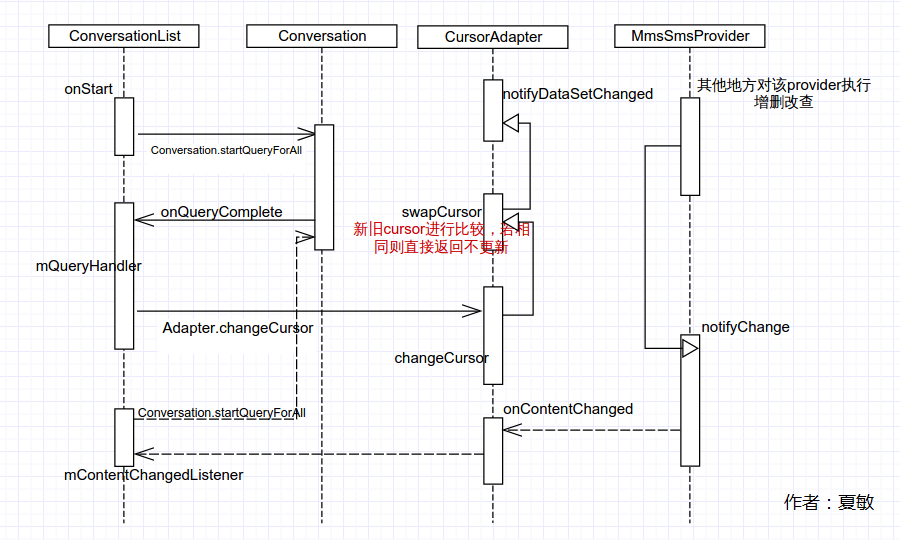 ConversationList
Conversation
CursorAdapter
MmsSmsProvider
onStart
notifyDataSetChanged
其他地方对该provider执行
增删改查
Conversation.startQueryForAll
onQueryComplete
swapCursor
新旧cursor进行比较，若相
同则直接返回不更新
mQueryHandler
Adapter.changeCursor
notifyChange
changeCursor
Conversation.startQueryForAll
onContentChanged
mContentChangedListener
作者：夏敏